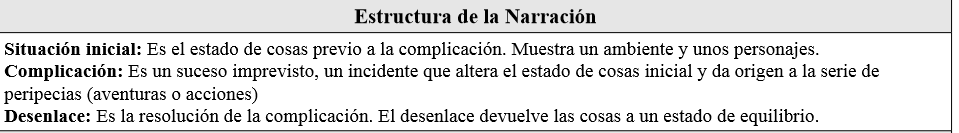 Estructura de la Narración
Situación inicial: Es el estado de cosas previo a la complicación. Muestra un ambiente y unos personajes.
Complicación: Es un suceso imprevisto, un incidente que altera el estado de cosas inicial y da origen a la serie de
peripecias (aventuras o acciones)
Desenlace: Es la resolución de la complicación. El desenlace devuelve las cosas a un estado de equilibrio.